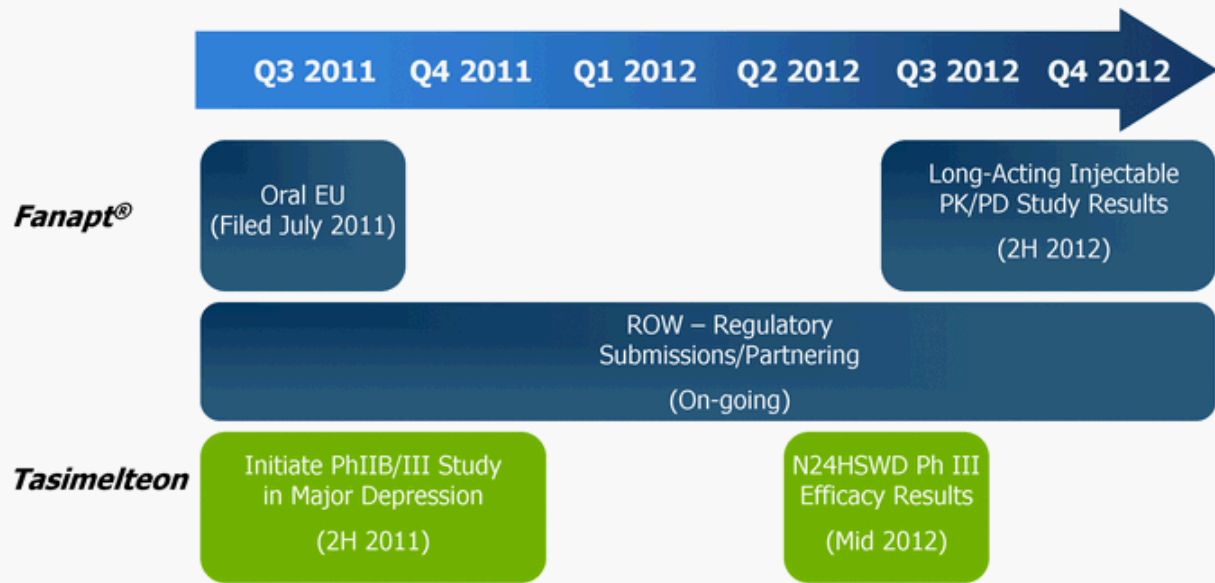 Q3 2011 Q4 2011 Q1 2012 Q2 2012 Q3 2012 Q4 2012
Fanapt®
Oral EU
(Filed July 2011)
Long-Acting Injectable
PK/PD Study Results
(2H 2012)
ROW – Regulatory
Submissions/Partnering
(On-going)
Tasimelteon
Initiate PhIIB/III Study
in Major Depression
(2H 2011)
N24HSWD Ph III
Efficacy Results
(Mid 2012)